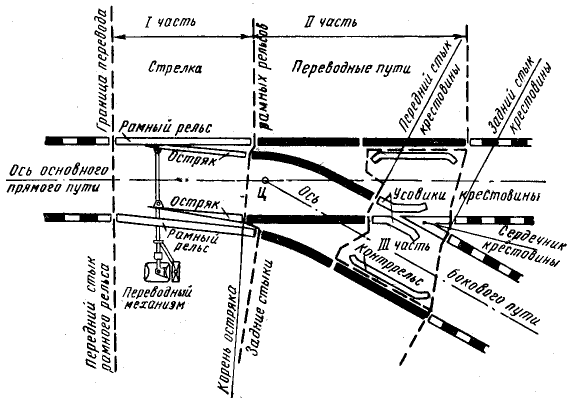 I часть
II часть
Граница перевода
Стрелка
рамных рельсов
Переводные пути
Передний стык
крестовины
Задний стык
крестовины
Рамный рельс
Остряк
Ось основного
прямого пути
Ц
Ось
Усовики
крестовины
Остряк
Рамный рельс
Сердечник
крестовины
III часть
Контррельс
бокового пути
Переводный
механизм
Передний стык
рамного рельса
Корень остряка
Задние стыки